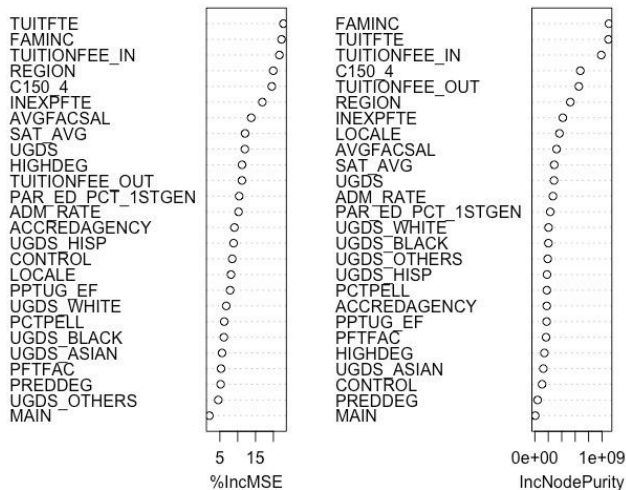 TUITFTE
FAMINC
TUITIONFEE_IN
REGION
C150_4
INEXPFTE
AVGFACSAL
SAT_AVG
UGDS
HIGHDEG
TUITIONFEE_OUT
PAR_ED_PCT_1STGEN
ADM_RATE
ACCREDAGENCY
UGDS_HISP
CONTROL
LOCALE
PPTUG_EF
UGDS_WHITE
PCTPELL
UGDS_BLACK
UGDS_ASIAN
PFTFAC
PREDDEG
UGDS_OTHERS
MAIN
5 15
%IncMSE
FAMINC
TUITFTE
TUITIONFEE_IN
C150_4
TUITIONFEE_OUT
REGION
INEXPFTE
LOCALE
AVGFACSAL
SAT_AVG
UGDS
ADM_RATE
PAR_ED_PCT_1STGEN
UGDS_WHITE
UGDS_BLACK
UGDS_OTHERS
UGDS_HISP
PCTPELL
ACCREDAGENCY
PPTUG_EF
PFTFAC
HIGHDEG
UGDS_ASIAN
CONTROL
PREDDEG
MAIN
0e+00 1e+09
IncNodePurity